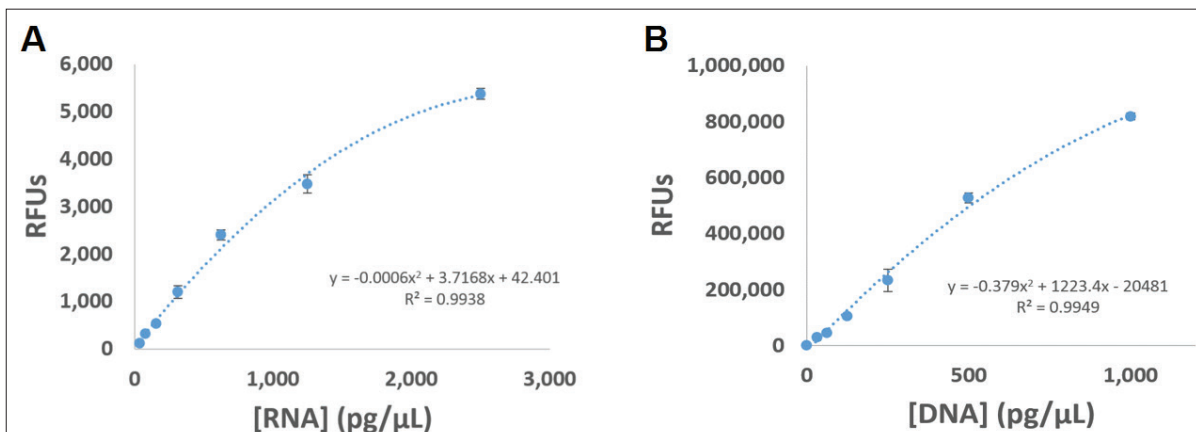 A
6,000
5,000
4,000
3,000
2,000
1,000
0
RFUs
y = -0.0006x² + 3.7168x + 42.401
R² = 0.9938
0 1,000 2,000 3,000
[RNA] (pg/µL)
B
1,000,000
800,000
600,000
400,000
200,000
0
RFUs
y = -0.379x² + 1223.4x - 20481
R² = 0.9949
0 500 1,000
[DNA] (pg/µL)